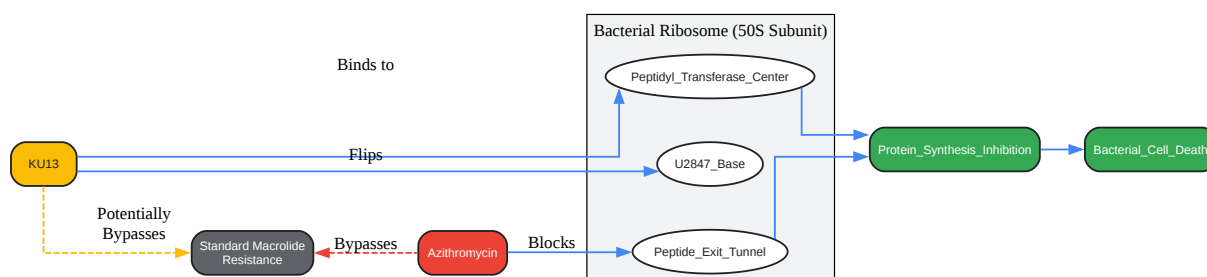 Bacterial Ribosome (50S Subunit)
Binds to
Peptidyl_Transferase_Center
KU13
Flips
U2847_Base
Protein_Synthesis_Inhibition
Bacterial_Cell_Death
Potentially
Bypasses
Standard Macrolide
Resistance
Bypasses
Azithromycin
Blocks
Peptide_Exit_Tunnel